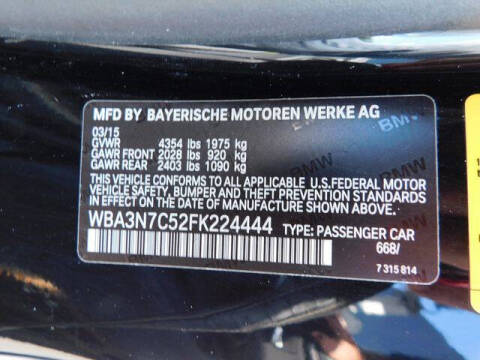 MFD BY BAYERISCHE MOTOREN WERKE AG
03/15
GVWR 4354 lbs 1975 kg
GAWR FRONT 2028 lbs 920 kg
GAWR REAR 2403 lbs 1090 kg
THIS VEHICLE CONFORMS TO ALL APPLICABLE U.S. FEDERAL MOTOR
VEHICLE SAFETY, BUMPER, AND THEFT PREVENTION STANDARDS IN
EFFECT ON THE DATE OF MANUFACTURE SHOWN ABOVE.
WBA3N7C52FK224444 TYPE: PASSENGER CAR
668/
7 315 814